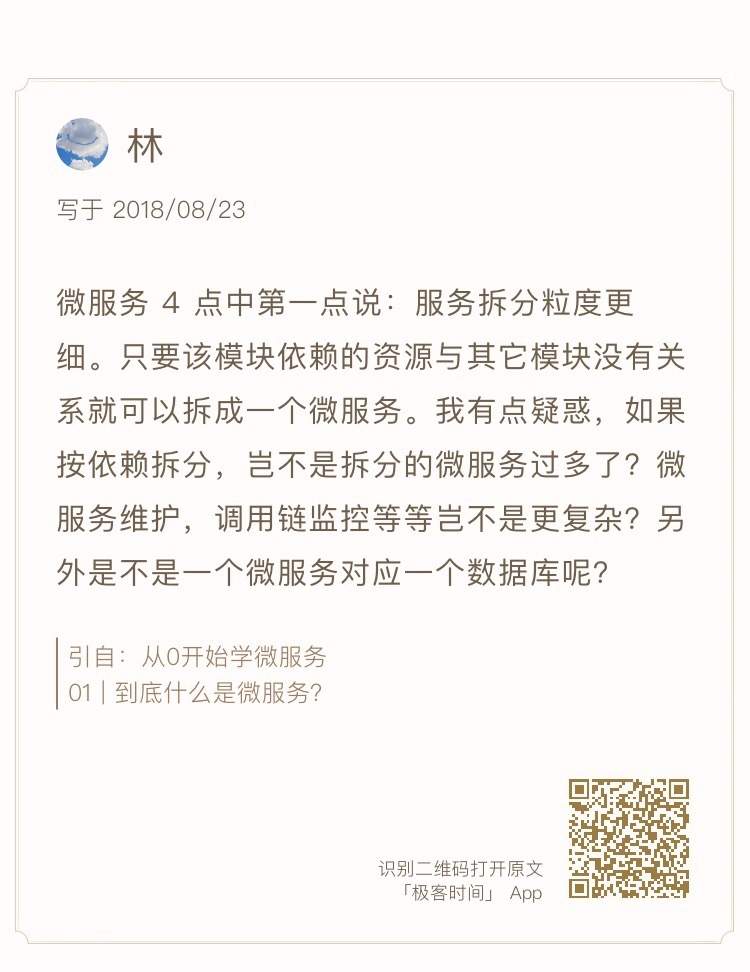 林
写于 2018/08/23
微服务 4 点中第一点说：服务拆分粒度更
细。只要该模块依赖的资源与其它模块没有关
系就可以拆成一个微服务。我有点疑惑，如果
按依赖拆分，岂不是拆分的微服务过多了？微
服务维护，调用链监控等等岂不是更复杂？另
外是不是一个微服务对应一个数据库呢？
引自：从0开始学微服务
01 | 到底什么是微服务？
识别二维码打开原文
「极客时间」 App